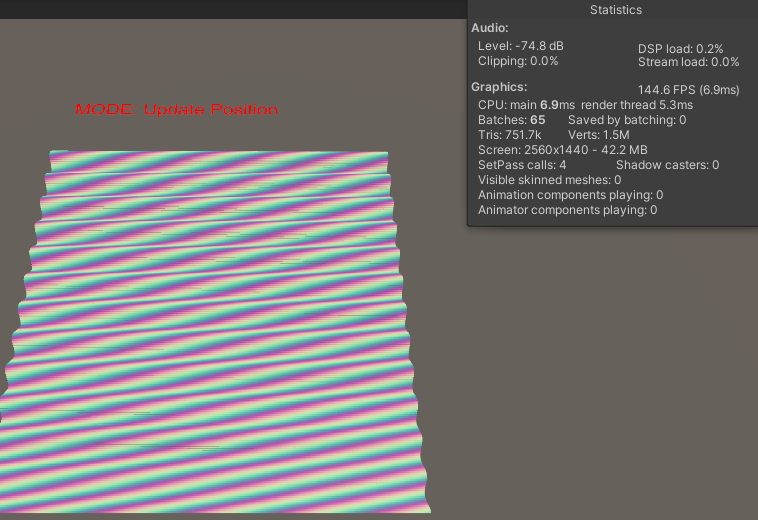 Statistics
Audio:
Level: -74.8 dB DSP load: 0.2%
Clipping: 0.0% Stream load: 0.0%
Graphics: 144.6 FPS (6.9ms)
CPU: main 6.9ms render thread 5.3ms
Batches: 65 Saved by batching: 0
Tris: 751.7k Verts: 1.5M
Screen: 2560x1440 - 42.2 MB
SetPass calls: 4 Shadow casters: 0
Visible skinned meshes: 0
Animation components playing: 0
Animator components playing: 0
MODE: Update Position